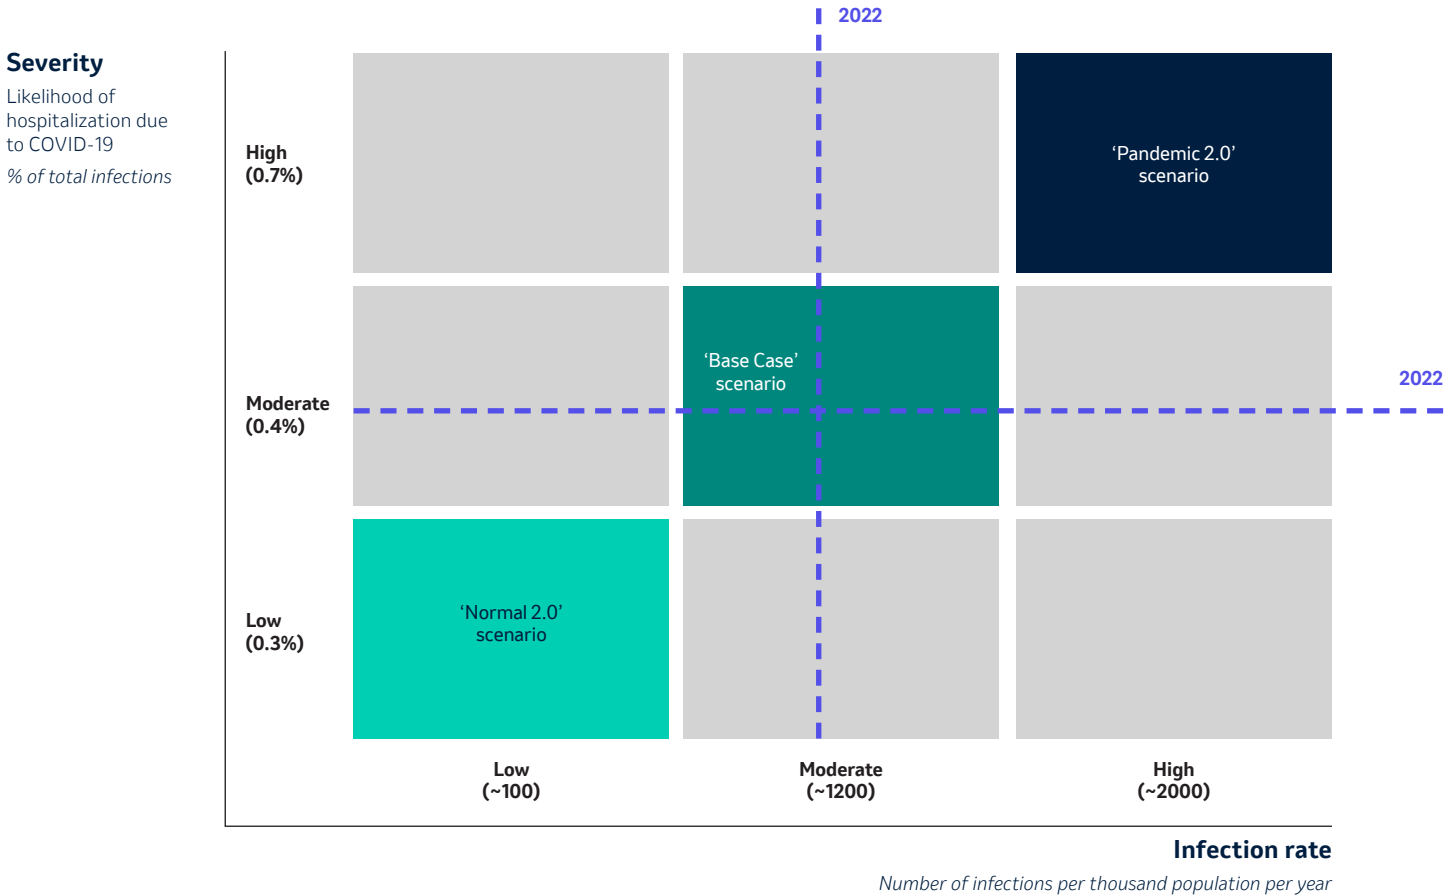 2022
Severity
Likelihood of
hospitalization due
to COVID-19
% of total infections
High
(0.7%)
‘Pandemic 2.0’
scenario
‘Base Case’
scenario
2022
Moderate
(0.4%)
‘Normal 2.0’
scenario
Low
(0.3%)
Low
(~100)
Moderate
(~1200)
High
(~2000)
Infection rate
Number of infections per thousand population per year